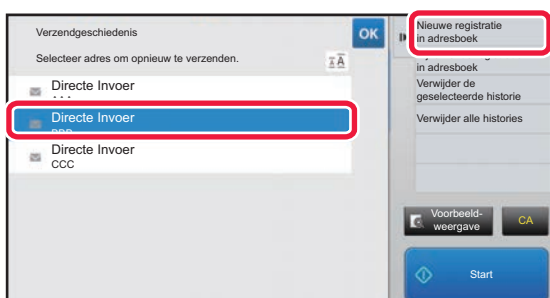 Verzendgeschiedenis
OK
Selecteer adres om opnieuw te verzenden.
A A
Directe Invoer
Directe Invoer
Directe Invoer
CCC
Nieuwe registratie
in adresboek
in adresboek
Verwijder de
geselecteerde historie
Verwijder alle histories
Voorbeeld-
weergave
CA
Start